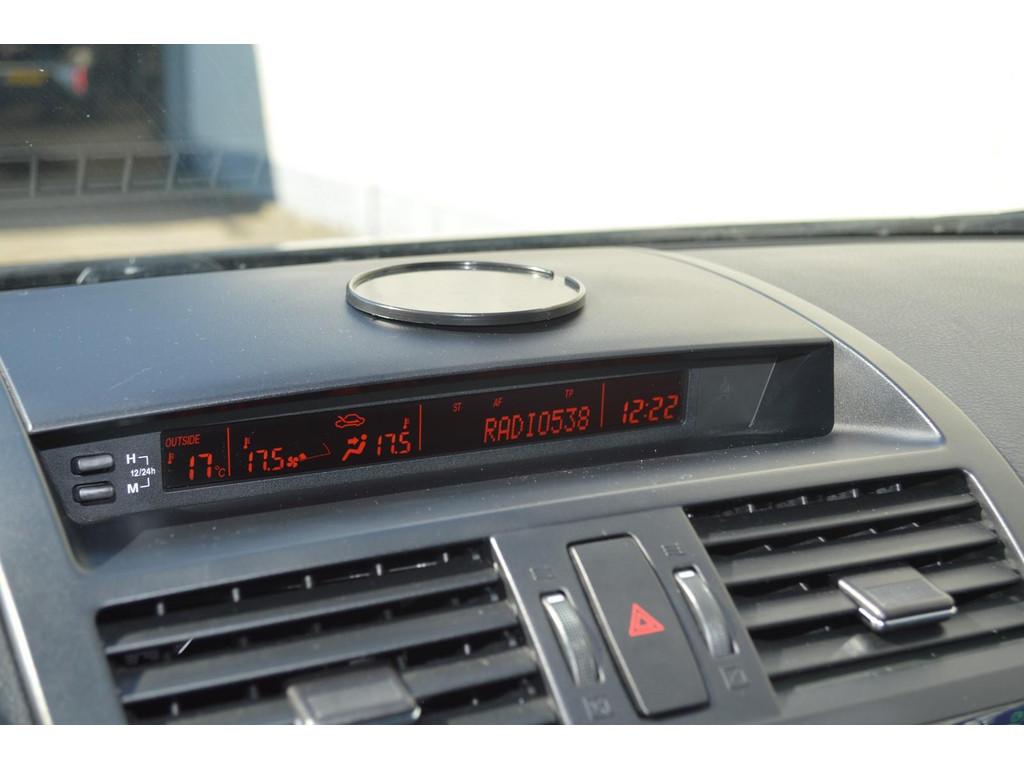 OUTSIDE
ST AF TP
17°C 17.5 17.5 RADIO538 12:22
H
12/24h
M